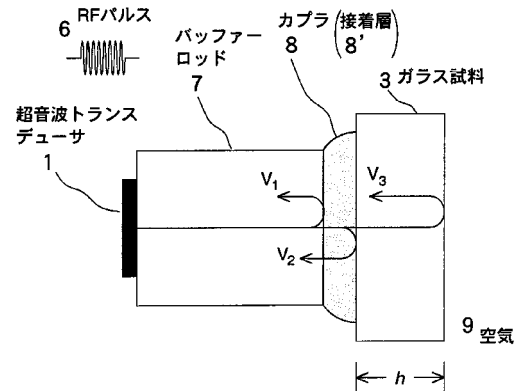 6 RFパルス
バッファー
ロッド
7
カプラ(接着層)
8 8'
3 ガラス試料
超音波トランス
デューサ
1
V1
V2
V3
9 空気
h